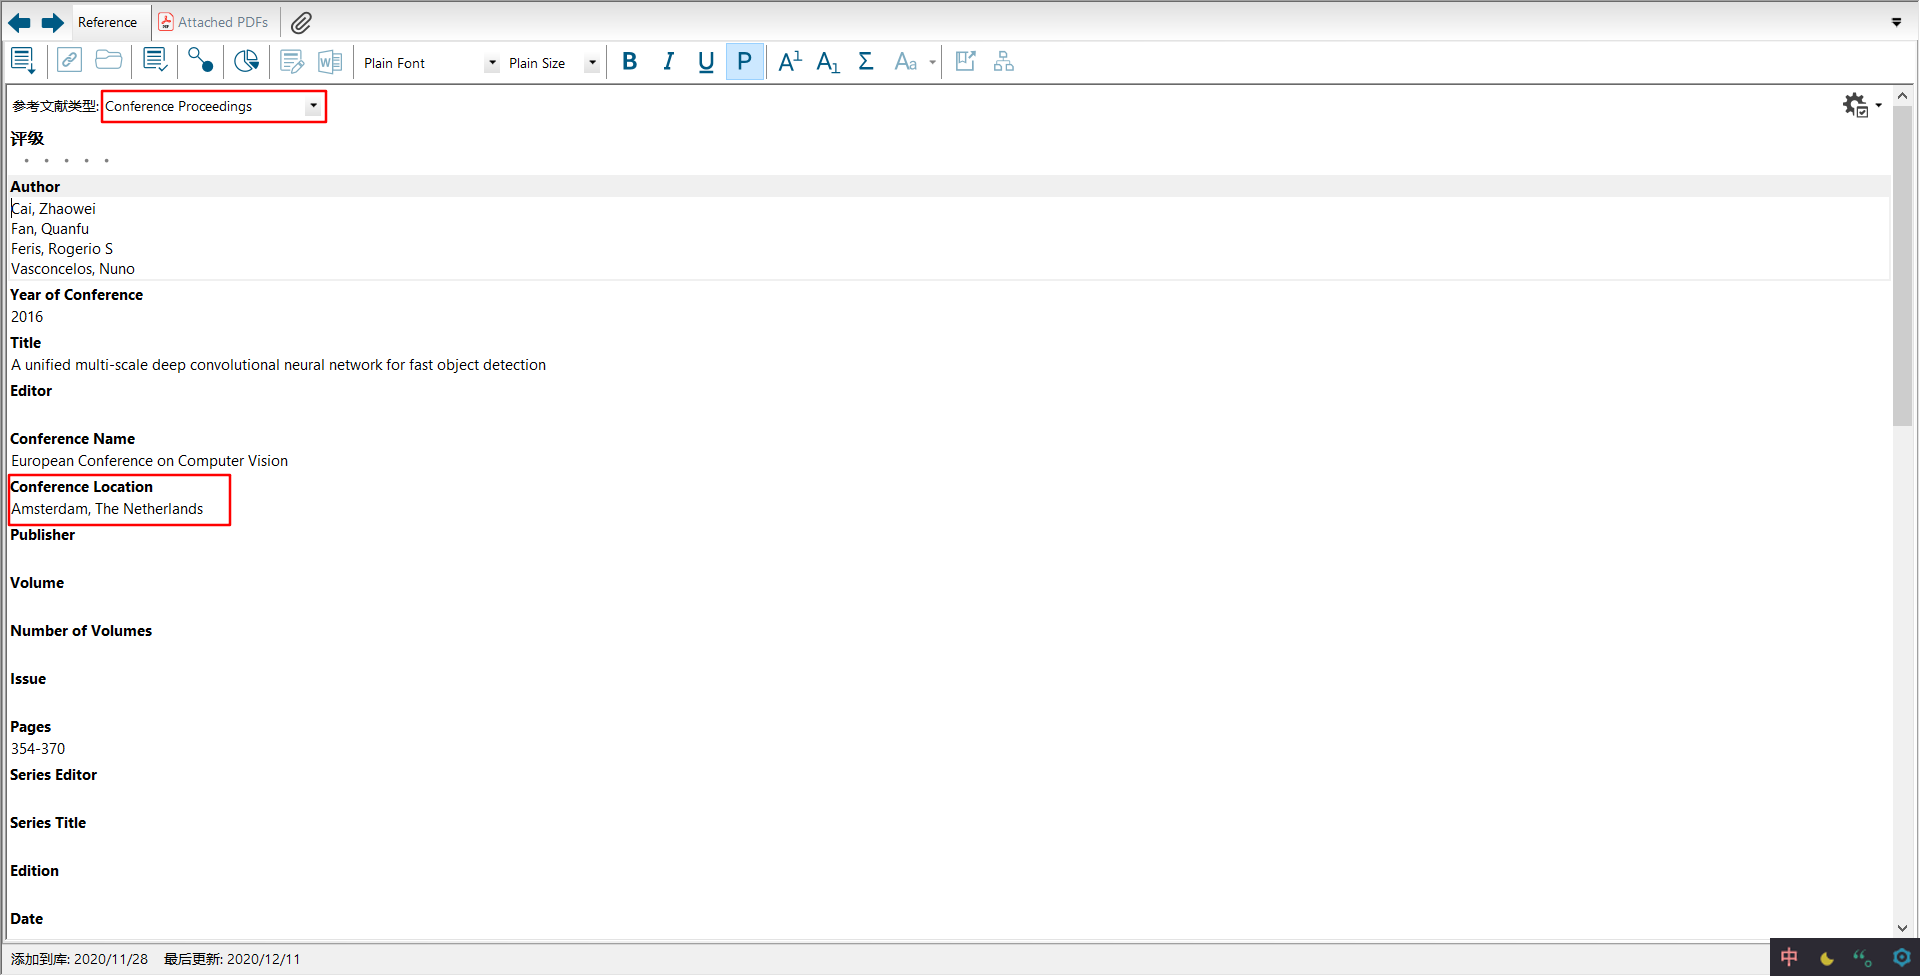 Reference
Attached PDFs
Plain Font
Plain Size
B I U P A1 A1 Σ Aa
参考文献类型: Conference Proceedings
评级
Author
Cai, Zhaowei
Fan, Quanfu
Feris, Rogerio S
Vasconcelos, Nuno
Year of Conference
2016
Title
A unified multi-scale deep convolutional neural network for fast object detection
Editor
Conference Name
European Conference on Computer Vision
Conference Location
Amsterdam, The Netherlands
Publisher
Volume
Number of Volumes
Issue
Pages
354-370
Series Editor
Series Title
Edition
Date
添加到库: 2020/11/28 最后更新: 2020/12/11
中